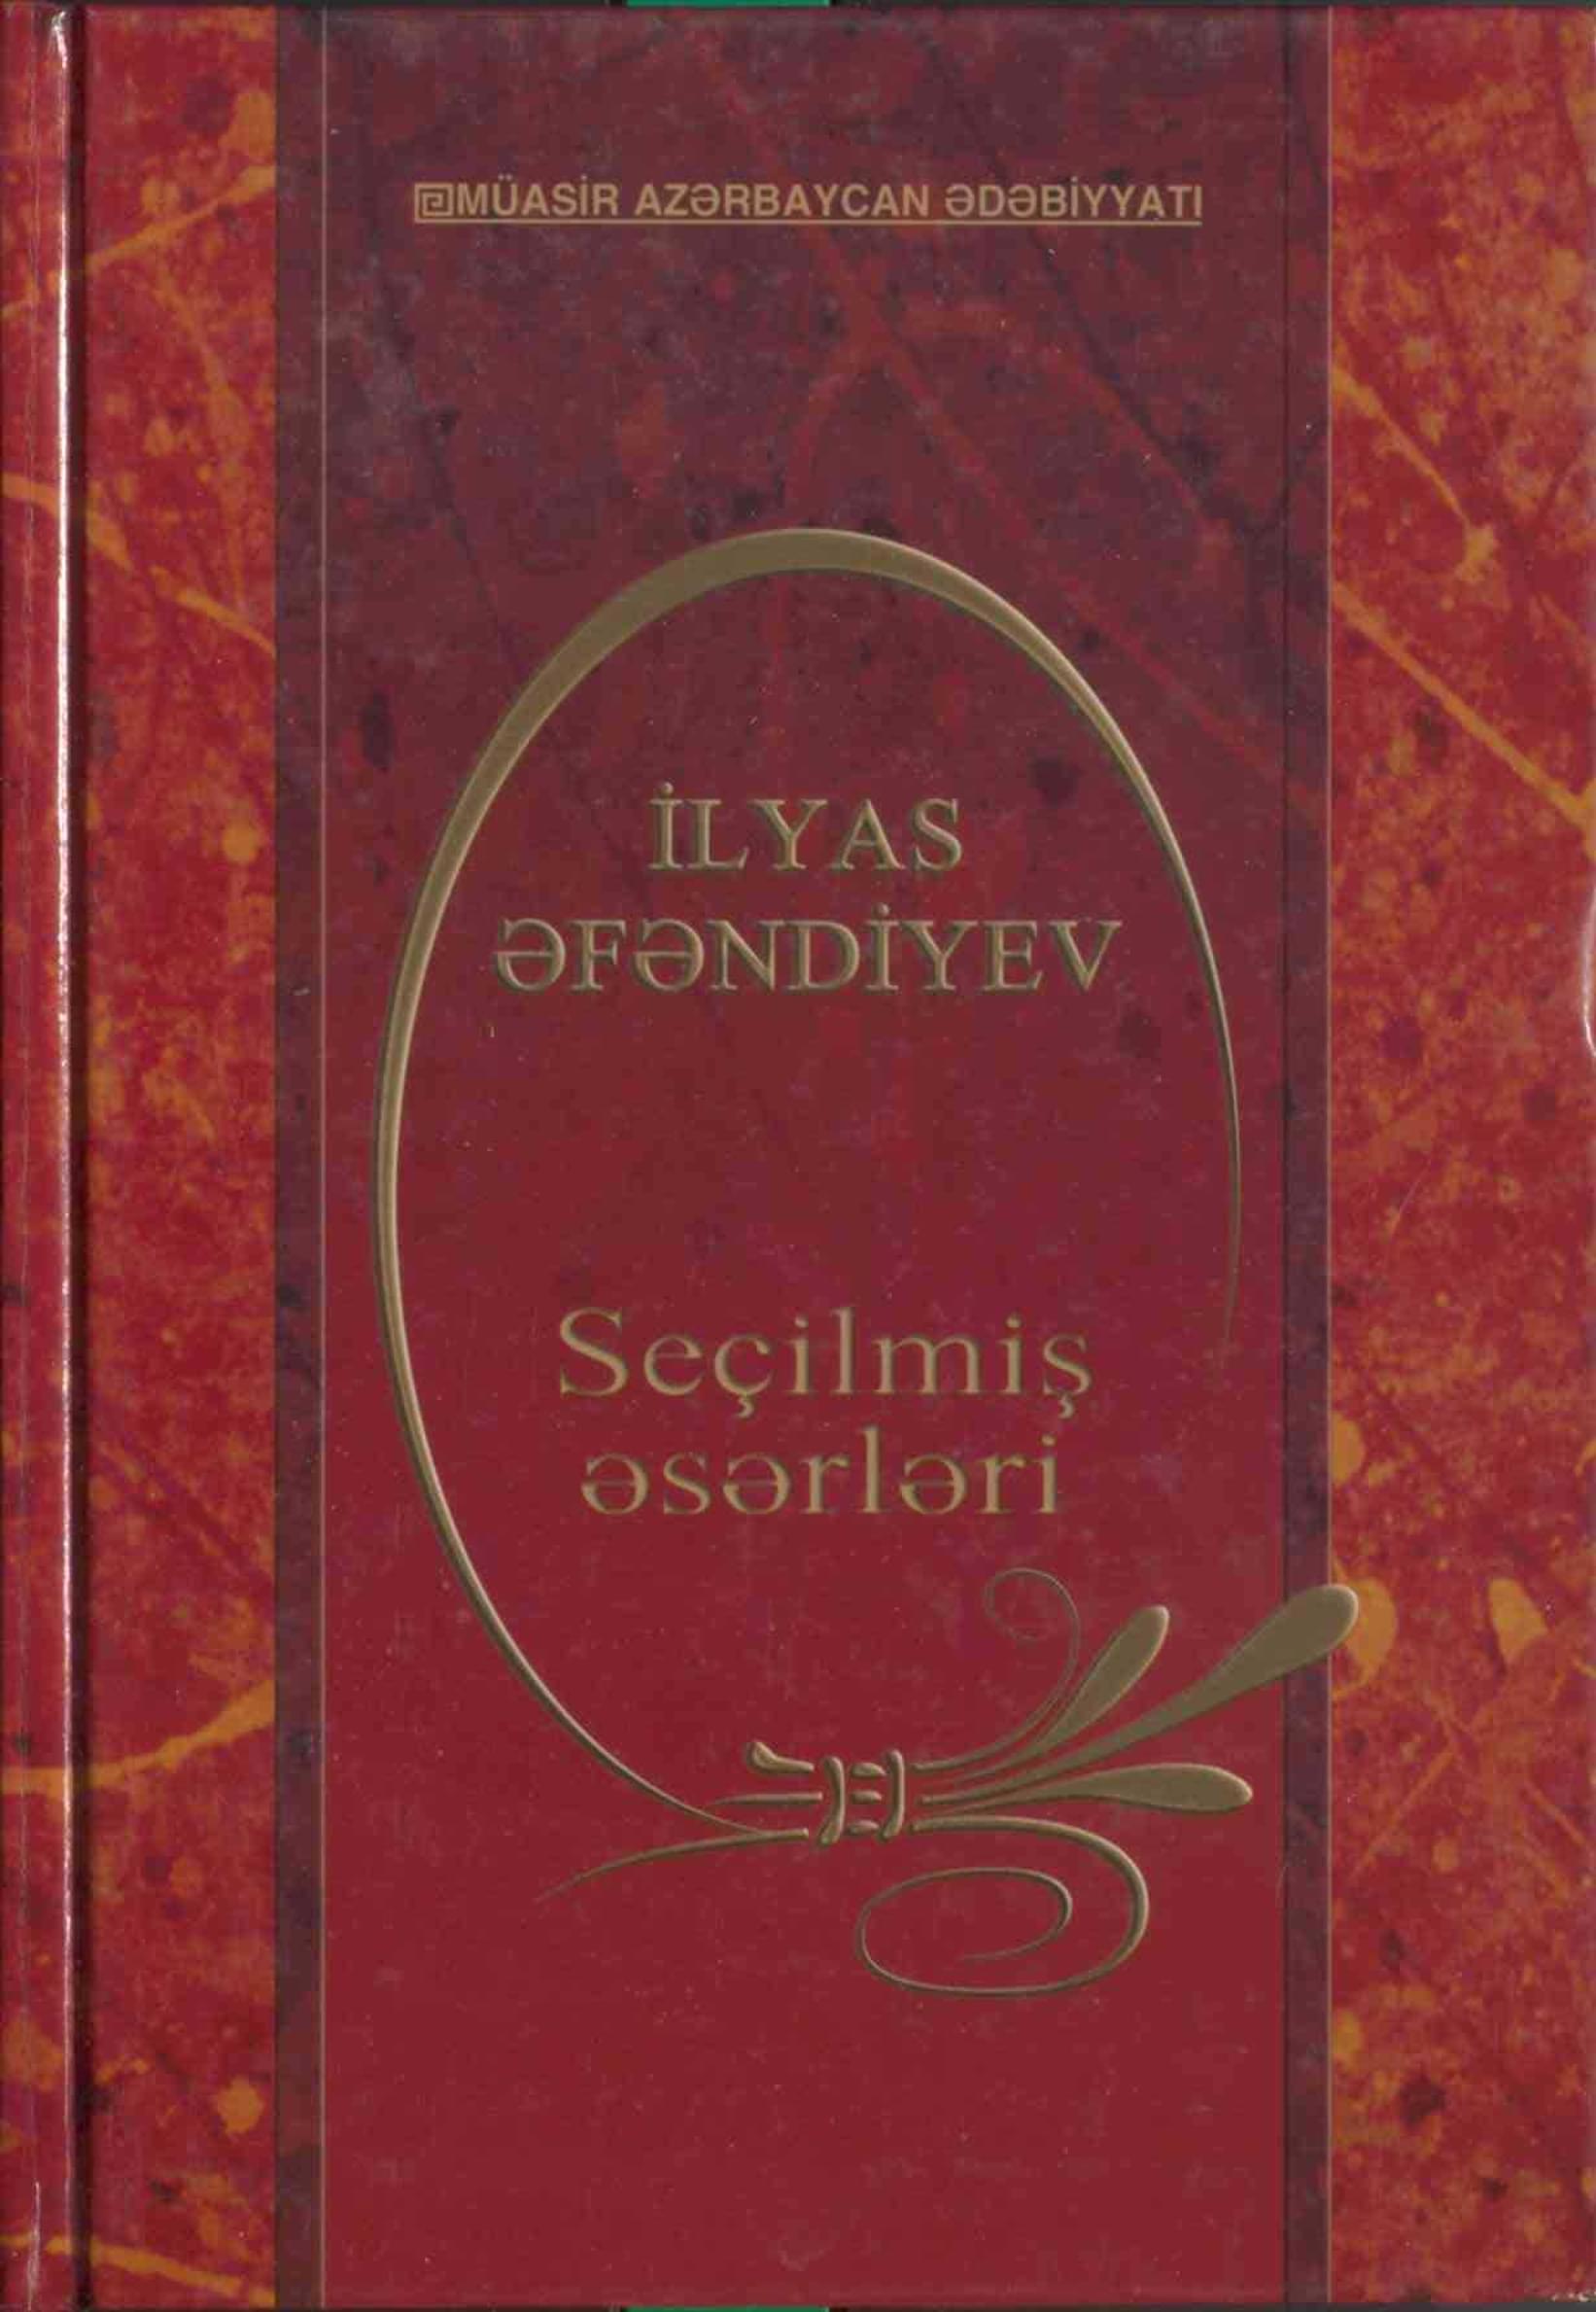 MÜASİR AZƏRBAYCAN ƏDƏBİYYATI
İLYAS
ƏFƏNDİYEV
Seçilmiş
əsərləri